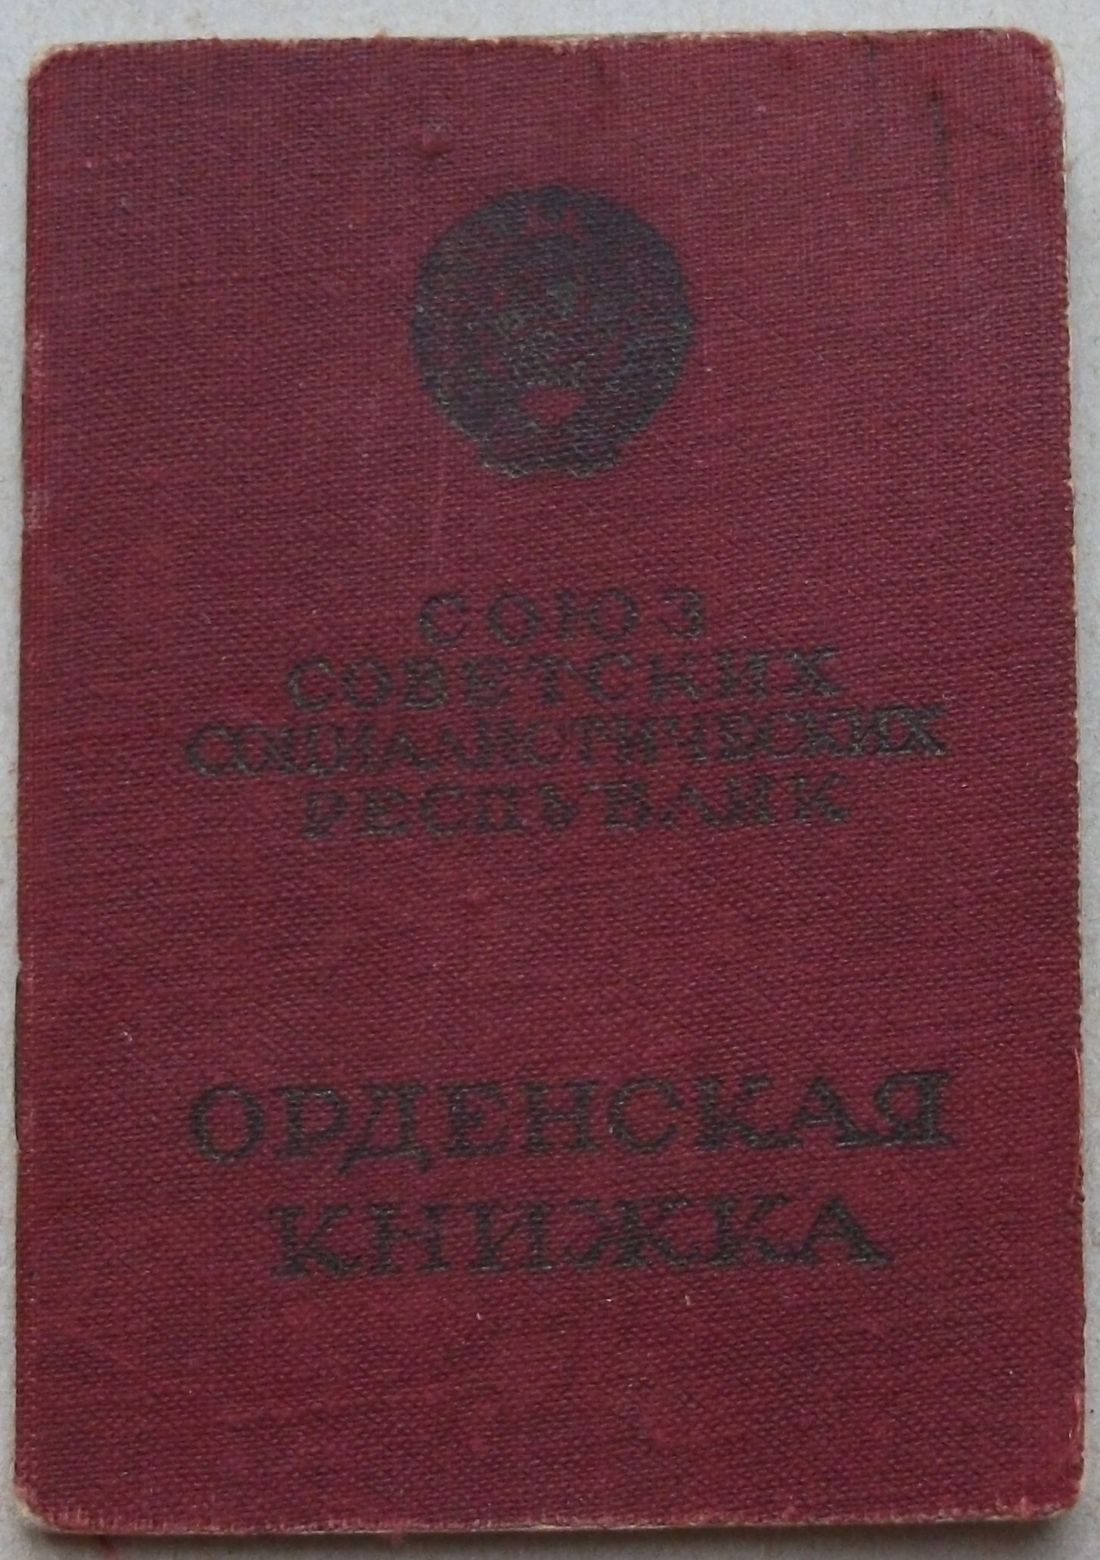 СОЮЗ
СОВЕТСКИХ
СОЦИАЛИСТИЧЕСКИХ
РЕСПУБЛИК
ОРДЕНСКАЯ
КНИЖКА